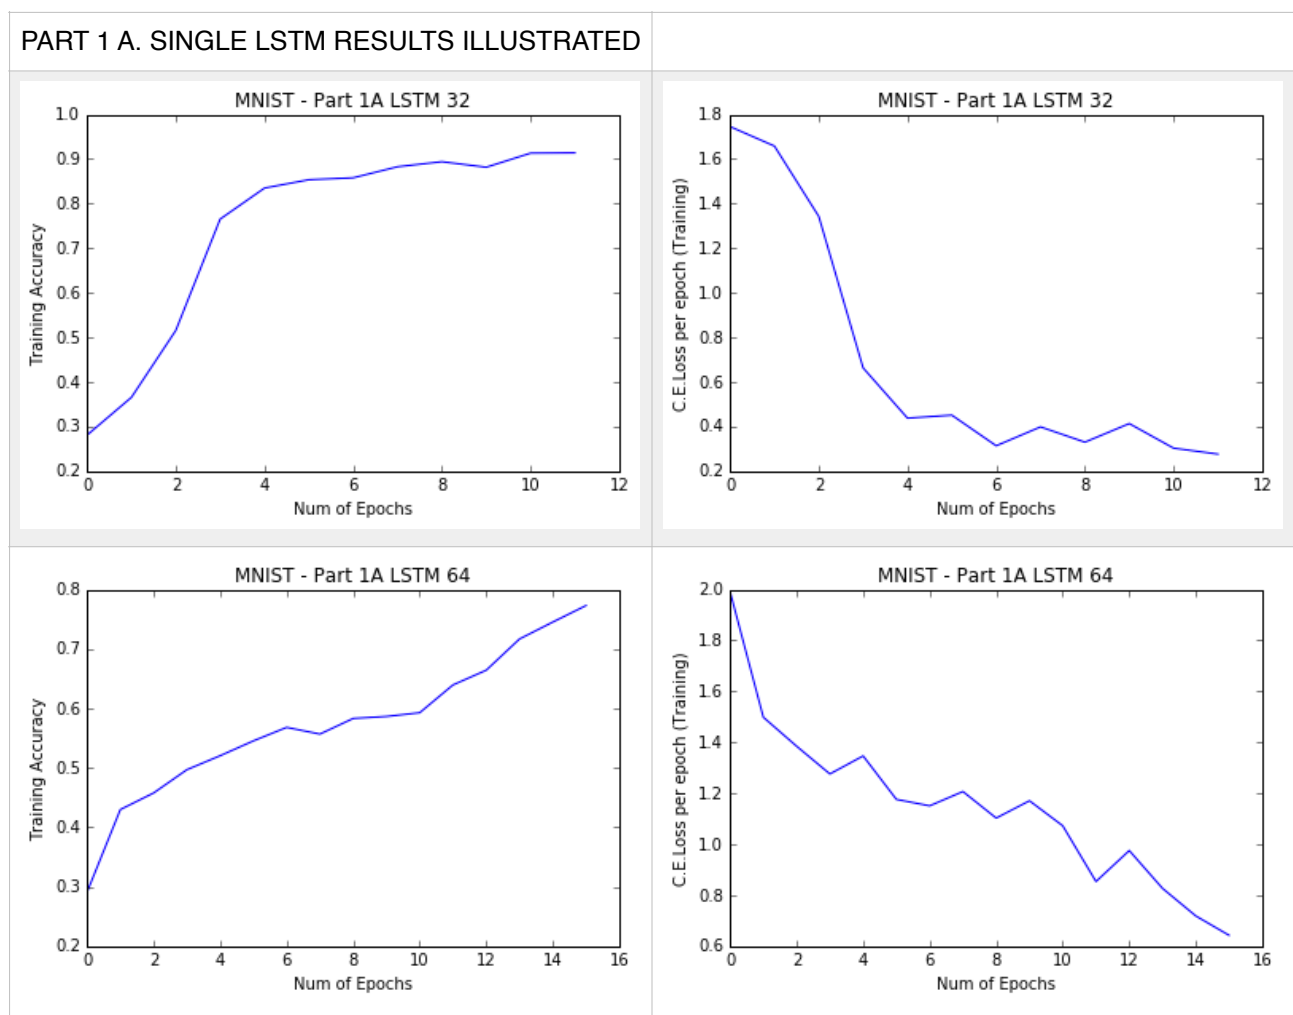 PART 1 A. SINGLE LSTM RESULTS ILLUSTRATED
MNIST - Part 1A LSTM 32
Training Accuracy
1.0
0.9
0.8
0.7
0.6
0.5
0.4
0.3
0.2
0 2 4 6 8 10 12
Num of Epochs
MNIST - Part 1A LSTM 32
C.E.Loss per epoch (Training)
1.8
1.6
1.4
1.2
1.0
0.8
0.6
0.4
0.2
0 2 4 6 8 10 12
Num of Epochs
MNIST - Part 1A LSTM 64
Training Accuracy
0.8
0.7
0.6
0.5
0.4
0.3
0.2
0 2 4 6 8 10 12 14 16
Num of Epochs
MNIST - Part 1A LSTM 64
C.E.Loss per epoch (Training)
2.0
1.8
1.6
1.4
1.2
1.0
0.8
0.6
0 2 4 6 8 10 12 14 16
Num of Epochs